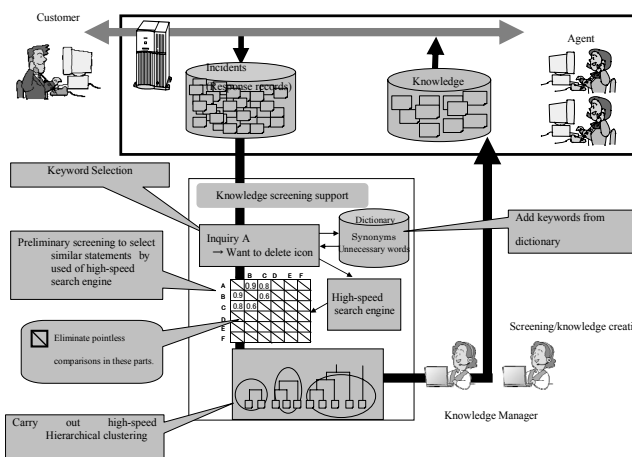 Customer
Agent
Incidents
(Response records)
Knowledge
Keyword Selection
Knowledge screening support
Dictionary
Synonyms
Unnecessary words
Inquiry A
→ Want to delete icon
Add keywords from
dictionary
Preliminary screening to select
similar statements by
used of high-speed
search engine
B C D E F
A 0.9 0.8
B 0.9 0.6
C 0.8 0.6
D
E
F
High-speed
search engine
Eliminate pointless
comparisons in these parts.
Screening/knowledge creati
Knowledge Manager
Carry out high-speed
Hierarchical clustering